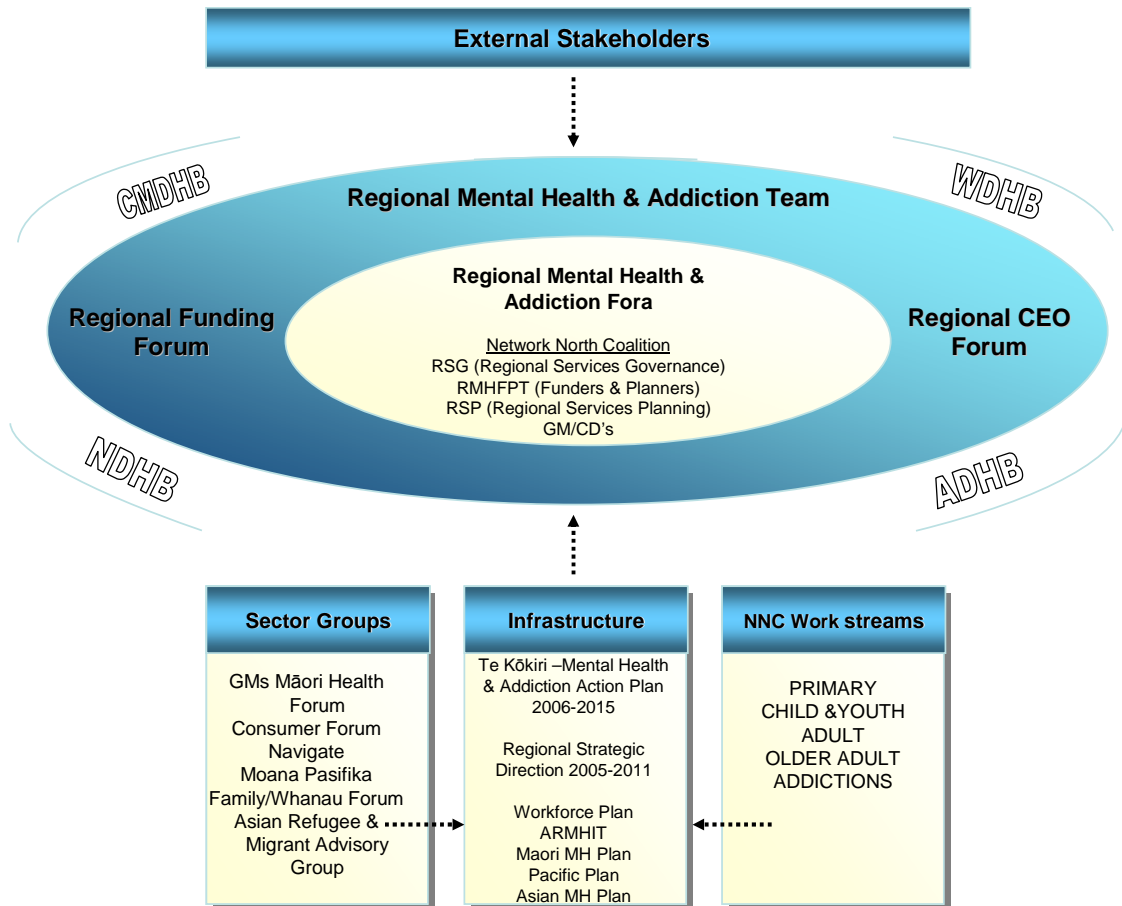 External Stakeholders
CMDHB
WDHB
Regional Mental Health & Addiction Team
Regional Mental Health &
Addiction Fora
Regional Funding
Forum
Regional CEO
Forum
Network North Coalition
RSG (Regional Services Governance)
RMHFPT (Funders & Planners)
RSP (Regional Services Planning)
GM/CD's
NDHB
ADHB
Sector Groups
GMs Māori Health
Forum
Consumer Forum
Navigate
Moana Pasifika
Family/Whanau Forum
Asian Refugee &
Migrant Advisory
Group
Infrastructure
Te Kōkiri –Mental Health
& Addiction Action Plan
2006-2015
Regional Strategic
Direction 2005-2011
Workforce Plan
ARMHIT
Maori MH Plan
Pacific Plan
Asian MH Plan
NNC Work streams
PRIMARY
CHILD &YOUTH
ADULT
OLDER ADULT
ADDICTIONS